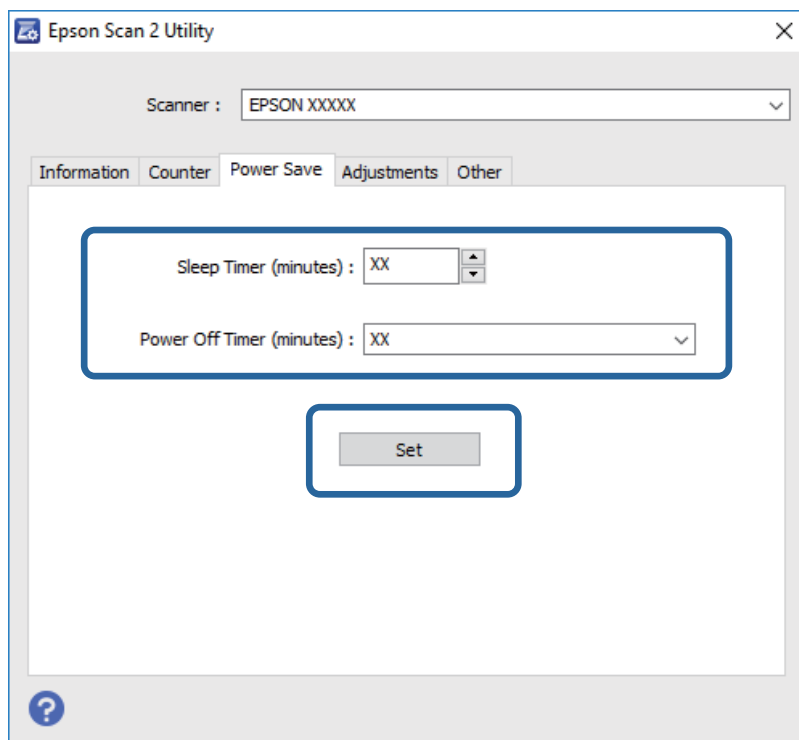 Epson Scan 2 Utility
Scanner : EPSON XXXXX
Information Counter Power Save Adjustments Other
Sleep Timer (minutes) : XX
Power Off Timer (minutes) : XX
Set
?